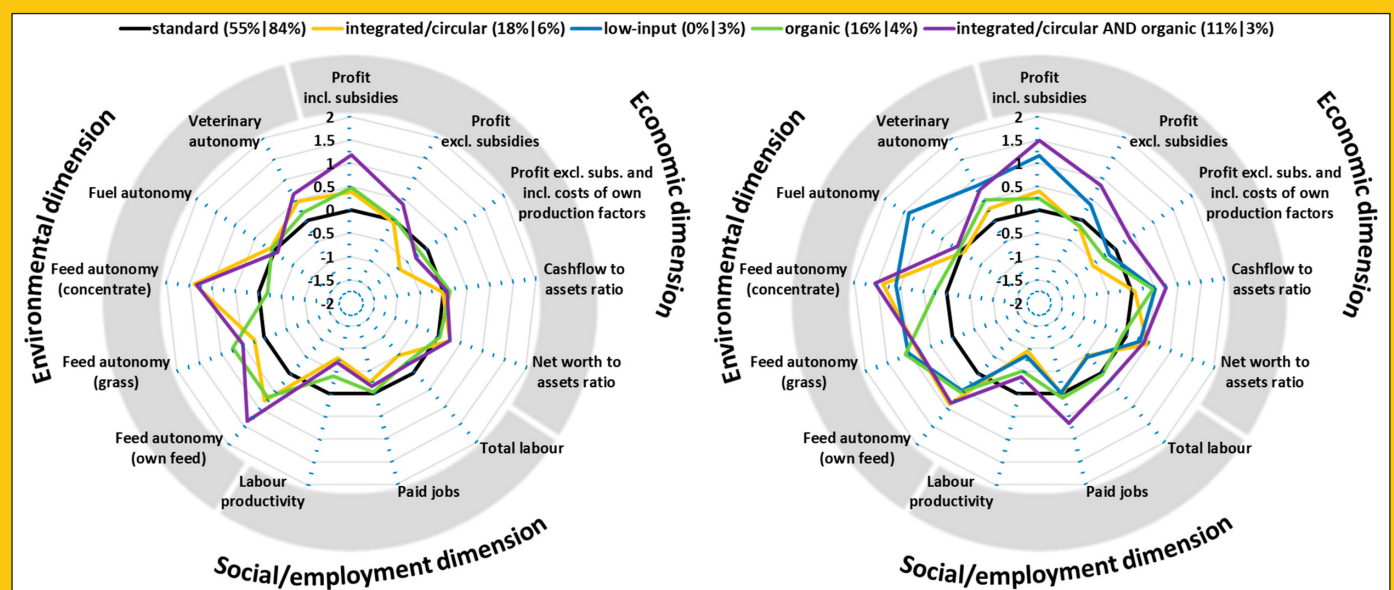 standard (55%|84%) integrated/circular (18%|6%) low-input (0%|3%) organic (16%|4%) integrated/circular AND organic (11%|3%)
Environmental dimension
Economic dimension
Social/employment dimension
Profit
incl. subsidies
Profit
excl. subsidies
Profit excl. subs. and
incl. costs of own
production factors
Cashflow to
assets ratio
Net worth to
assets ratio
Total labour
Paid jobs
Labour
productivity
Feed autonomy
(own feed)
Feed autonomy
(grass)
Feed autonomy
(concentrate)
Fuel autonomy
Veterinary
autonomy
2
1.5
1
0.5
0
-0.5
-1
-1.5
-2
Environmental dimension
Economic dimension
Social/employment dimension
Profit
incl. subsidies
Profit
excl. subsidies
Profit excl. subs. and
incl. costs of own
production factors
Cashflow to
assets ratio
Net worth to
assets ratio
Total labour
Paid jobs
Labour
productivity
Feed autonomy
(own feed)
Feed autonomy
(grass)
Feed autonomy
(concentrate)
Fuel autonomy
Veterinary
autonomy
2
1.5
1
0.5
0
-0.5
-1
-1.5
-2